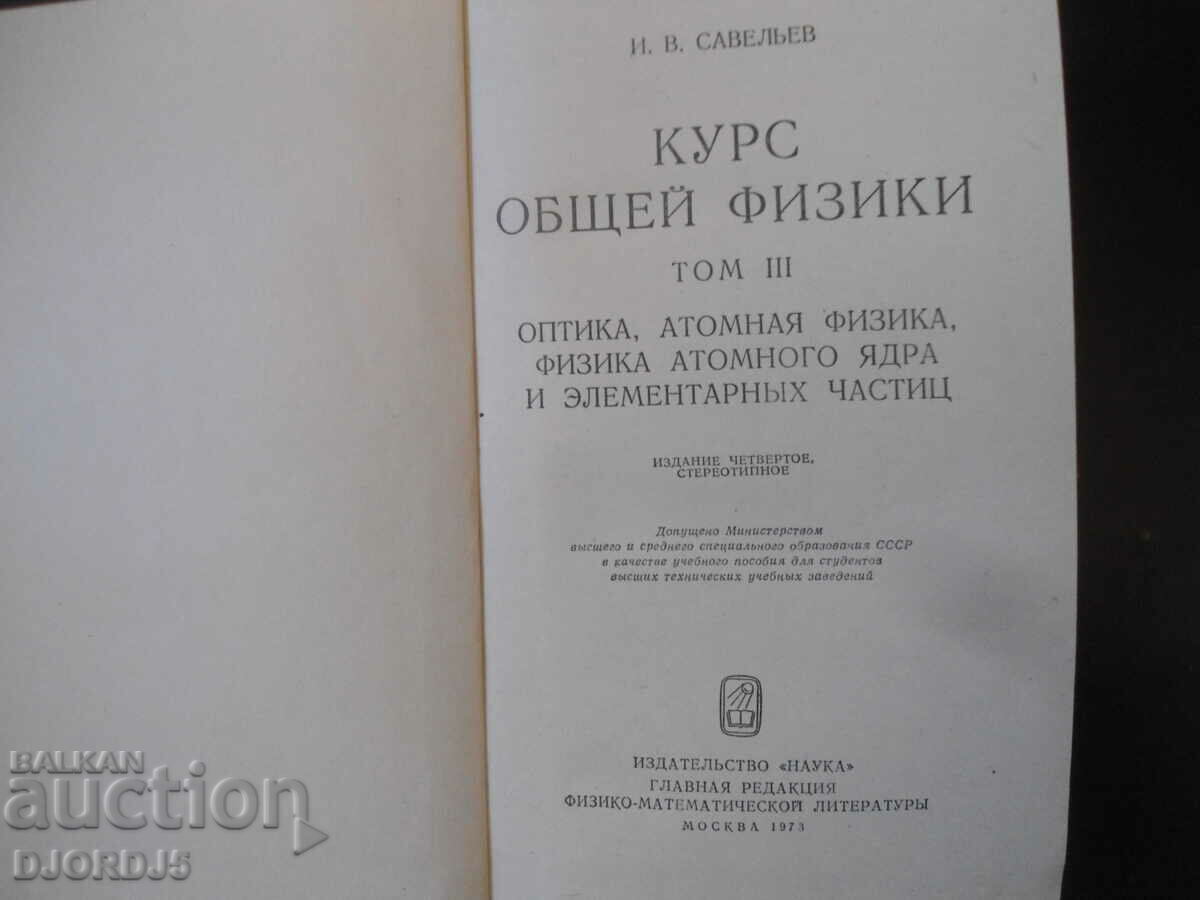 И. В. САВЕЛЬЕВ
КУРС
ОБЩЕЙ ФИЗИКИ
ТОМ III
ОПТИКА, АТОМНАЯ ФИЗИКА,
ФИЗИКА АТОМНОГО ЯДРА
И ЭЛЕМЕНТАРНЫХ ЧАСТИЦ
ИЗДАНИЕ ЧЕТВЕРТОЕ,
СТЕРЕОТИПНОЕ
Допущено Министерством
высшего и среднего специального образования СССР
в качестве учебного пособия для студентов
высших технических учебных заведений
ИЗДАТЕЛЬСТВО «НАУКА»
ГЛАВНАЯ РЕДАКЦИЯ
ФИЗИКО-МАТЕМАТИЧЕСКОЙ ЛИТЕРАТУРЫ
МОСКВА 1973
BALKAN
auction
DJORDJ5